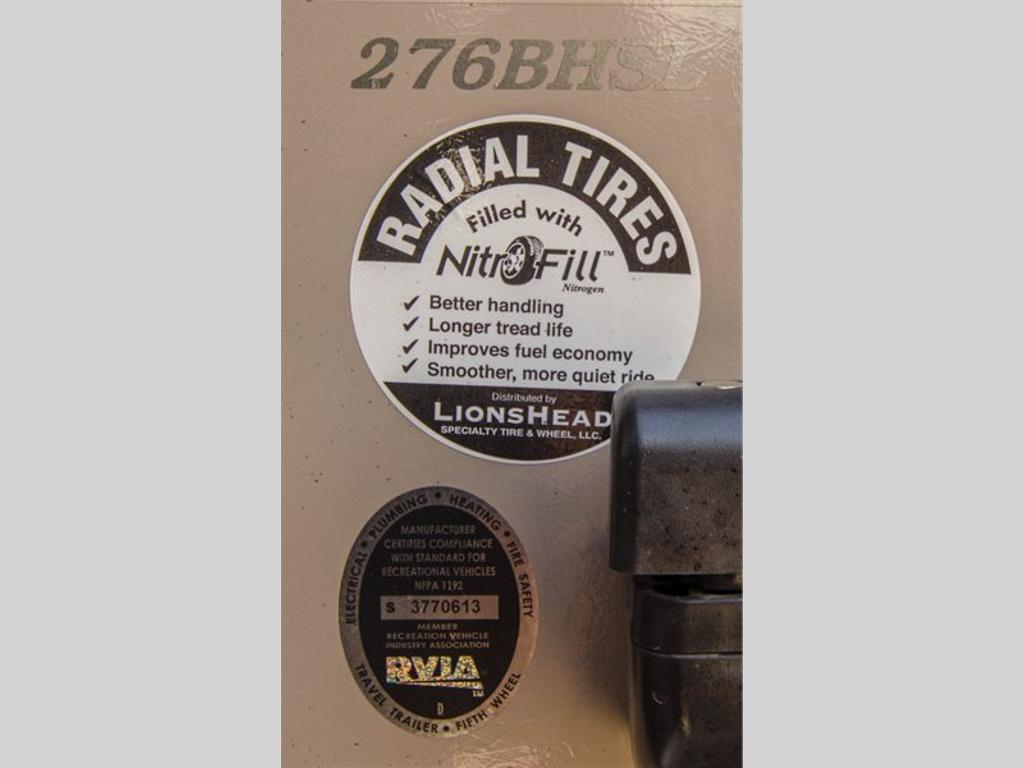 276BHSL
RADIAL TIRES
Filled with
NitroFill™
Nitrogen
✓ Better handling
✓ Longer tread life
✓ Improves fuel economy
✓ Smoother, more quiet ride
Distributed by
LIONSHEAD
SPECIALTY TIRE & WHEEL, LLC.
ELECTRICAL • PLUMBING • HEATING • FIRE SAFETY
MANUFACTURER
CERTIFIES COMPLIANCE
WITH STANDARD FOR
RECREATIONAL VEHICLES
NFPA 1192
S 3770613
MEMBER
RECREATION VEHICLE
INDUSTRY ASSOCIATION
RVIA
TM
D
TRAVEL TRAILER • FIFTH WHEEL